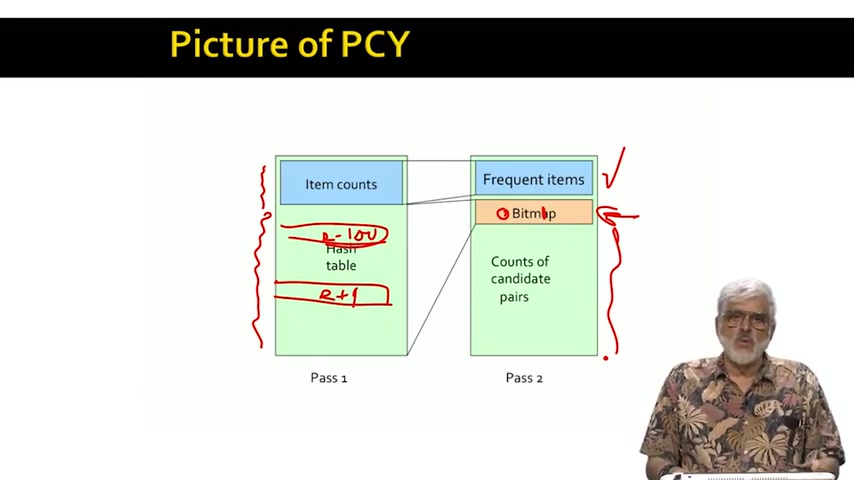 Picture of PCY
Item counts
Frequent items
Bitmap
Hash
table
Counts of
candidate
pairs
Pass 1
Pass 2